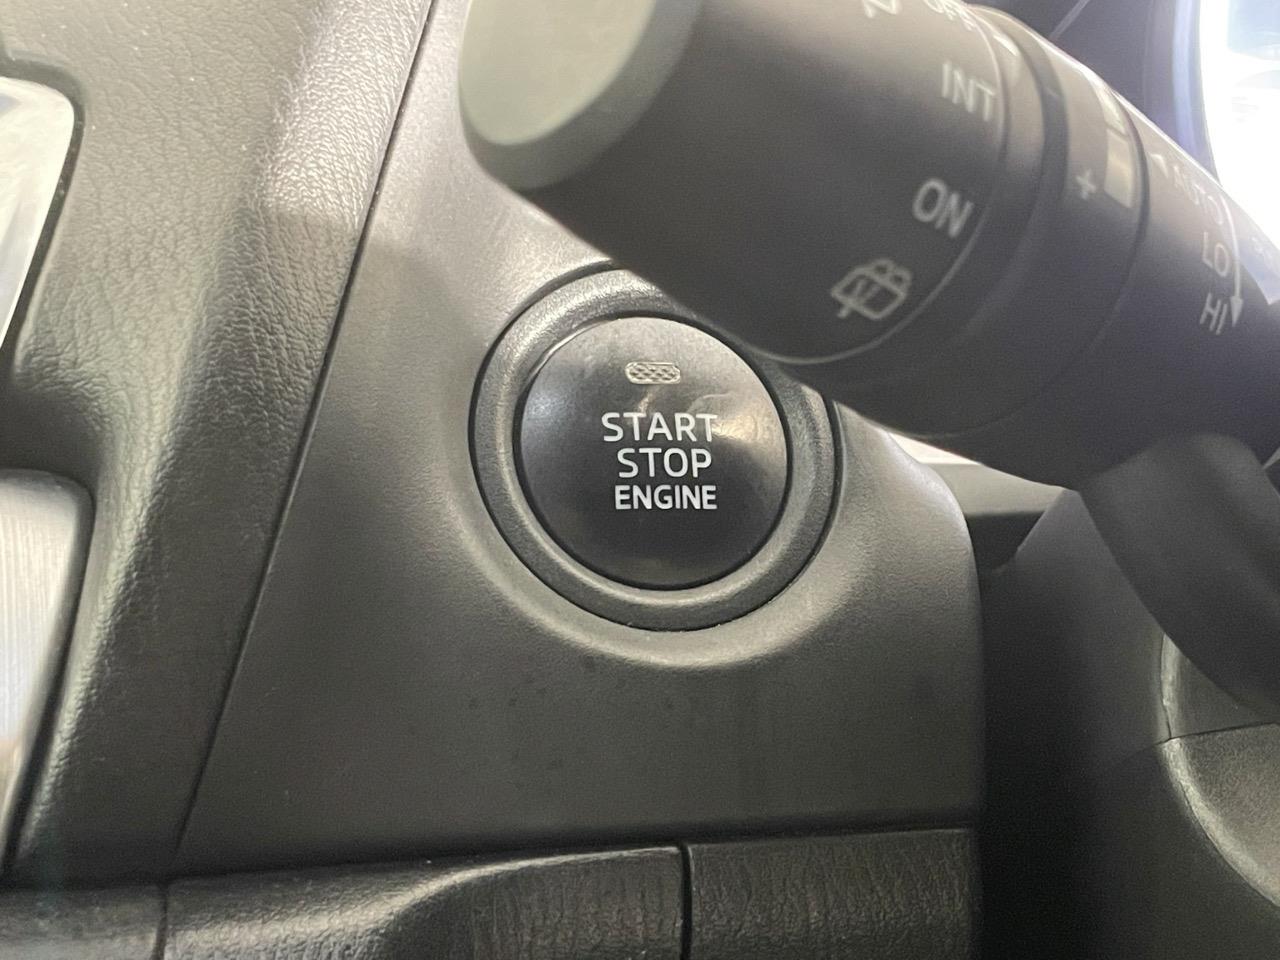 INT
ON
AUTO
LO
HI
+
START
STOP
ENGINE